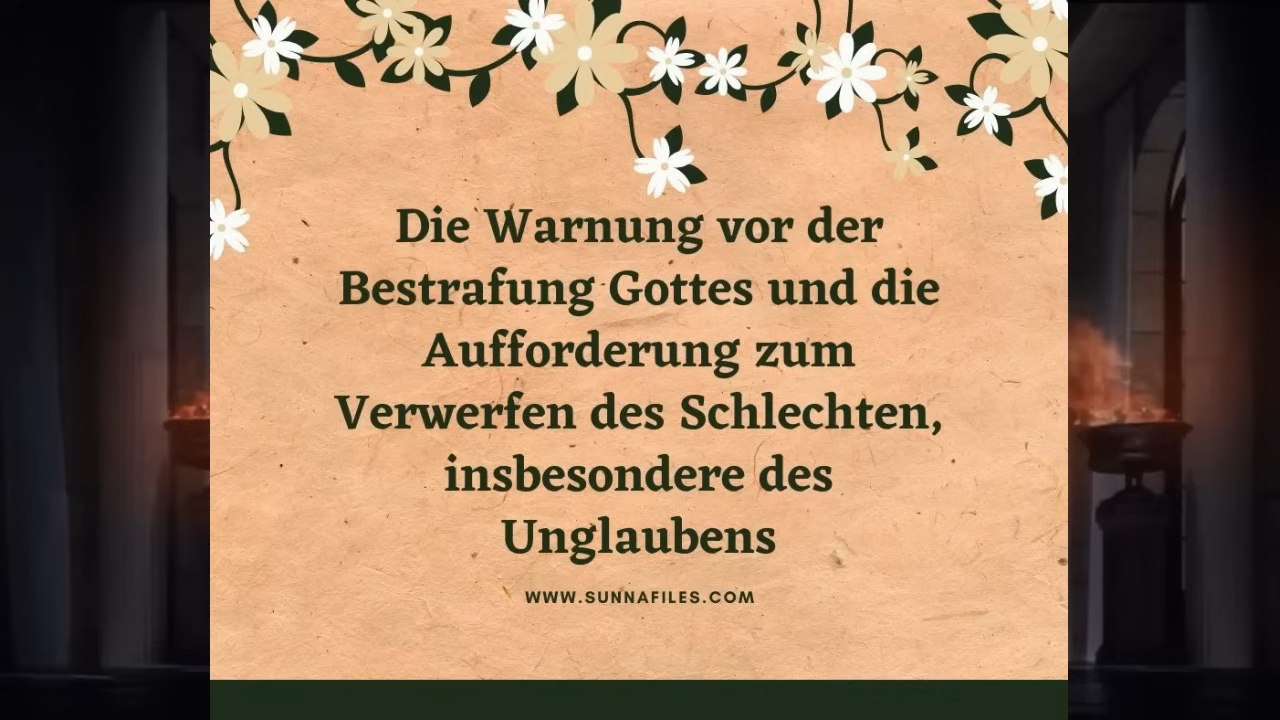 Die Warnung vor der
Bestrafung Gottes und die
Aufforderung zum
Verwerfen des Schlechten,
insbesondere des
Unglaubens
WWW.SUNNAFILES.COM